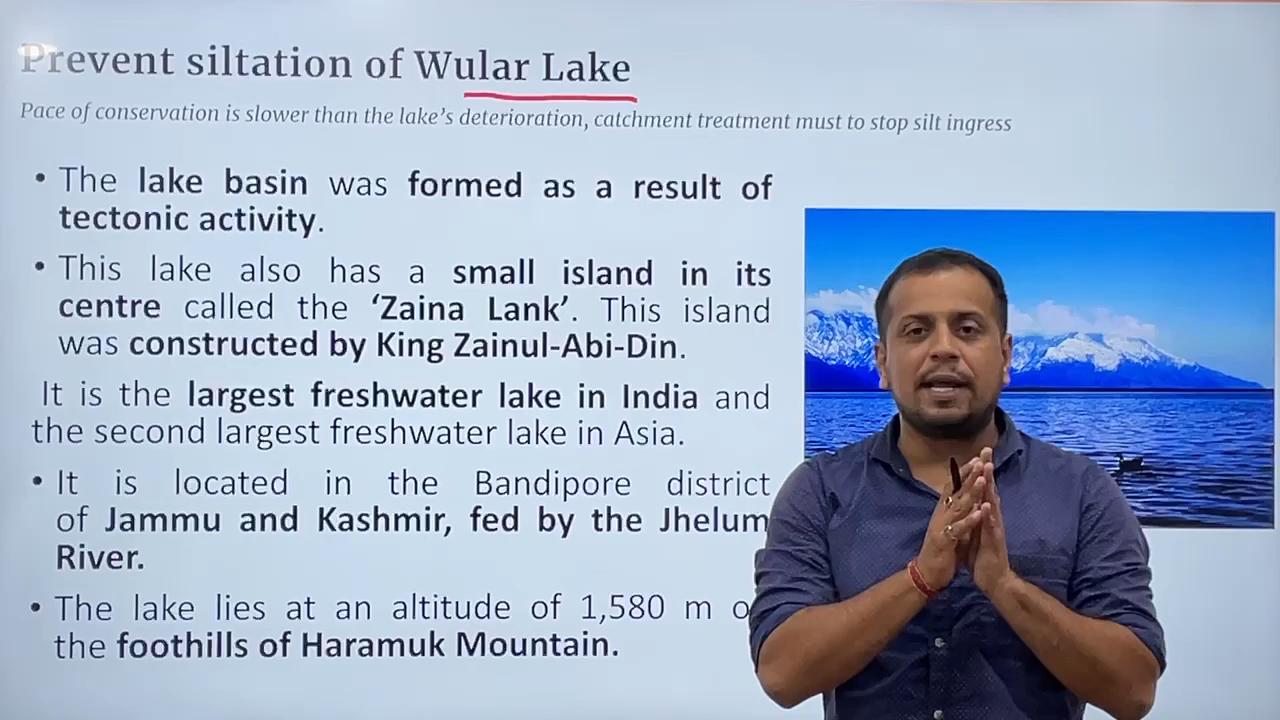 Prevent siltation of Wular Lake
Pace of conservation is slower than the lake's deterioration, catchment treatment must to stop silt ingress
• The lake basin was formed as a result of
tectonic activity.
• This lake also has a small island in its
centre called the ‘Zaina Lank’. This island
was constructed by King Zainul-Abi-Din.
It is the largest freshwater lake in India and
the second largest freshwater lake in Asia.
• It is located in the Bandipore district
of Jammu and Kashmir, fed by the Jhelum
River.
• The lake lies at an altitude of 1,580 m
the foothills of Haramuk Mountain.